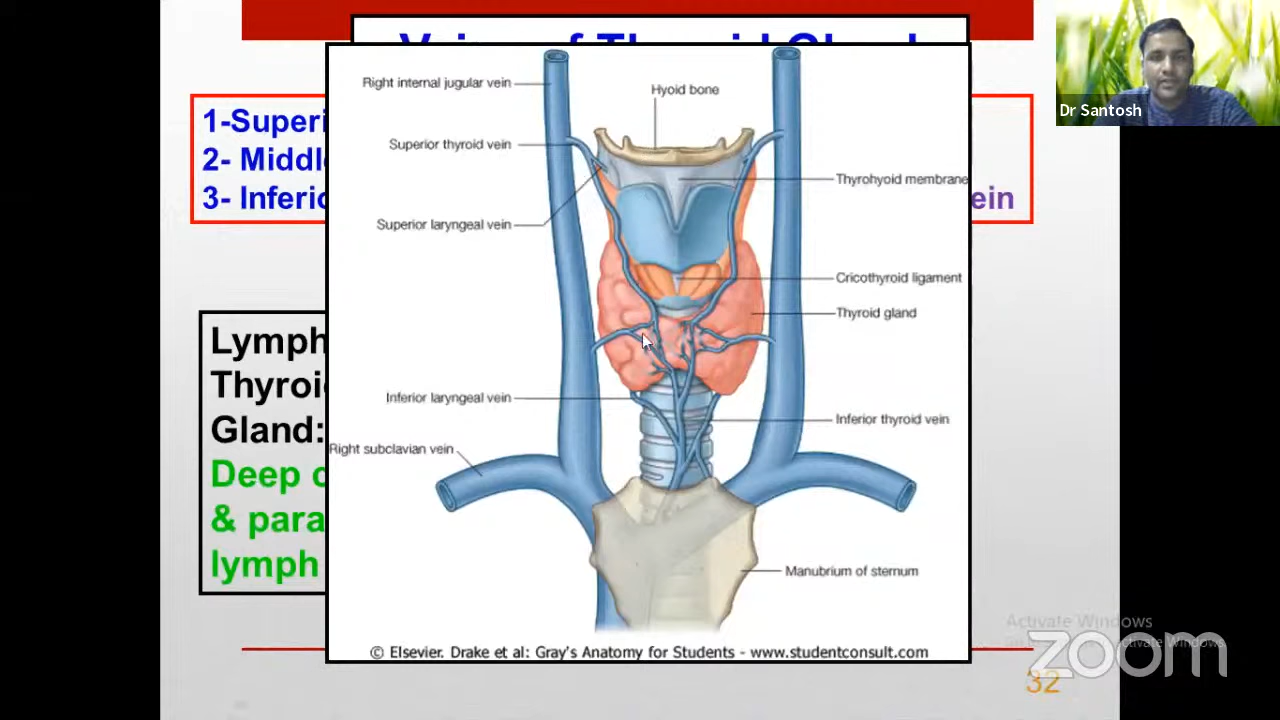 Dr Santosh
1-Superi
2- Middl
3- Inferio
ein
Right internal jugular vein
Hyoid bone
Superior thyroid vein
Thyrohyoid membrane
Superior laryngeal vein
Cricothyroid ligament
Thyroid gland
Lymph
Thyroi
Gland:
Deep
& para
lymph
Inferior laryngeal vein
Inferior thyroid vein
Right subclavian vein
Manubrium of sternum
© Elsevier. Drake et al: Gray's Anatomy for Students - www.studentconsult.com
Activate Windows
zoom
32